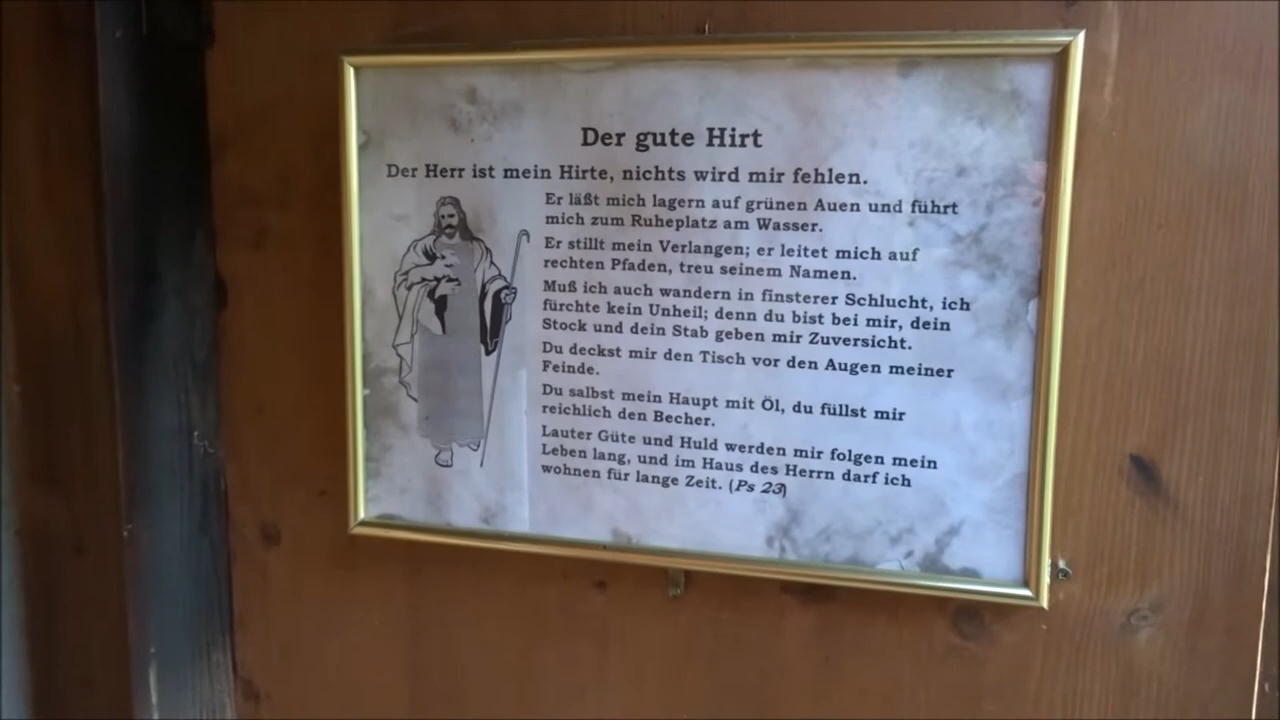 Der gute Hirt
Der Herr ist mein Hirte, nichts wird mir fehlen.
Er läßt mich lagern auf grünen Auen und führt
mich zum Ruheplatz am Wasser.
Er stillt mein Verlangen; er leitet mich auf
rechten Pfaden, treu seinem Namen.
Muß ich auch wandern in finsterer Schlucht, ich
fürchte kein Unheil; denn du bist bei mir, dein
Stock und dein Stab geben mir Zuversicht.
Du deckst mir den Tisch vor den Augen meiner
Feinde.
Du salbst mein Haupt mit Öl, du füllst mir
reichlich den Becher.
Lauter Güte und Huld werden mir folgen mein
Leben lang, und im Haus des Herrn darf ich
wohnen für lange Zeit. (Ps 23)